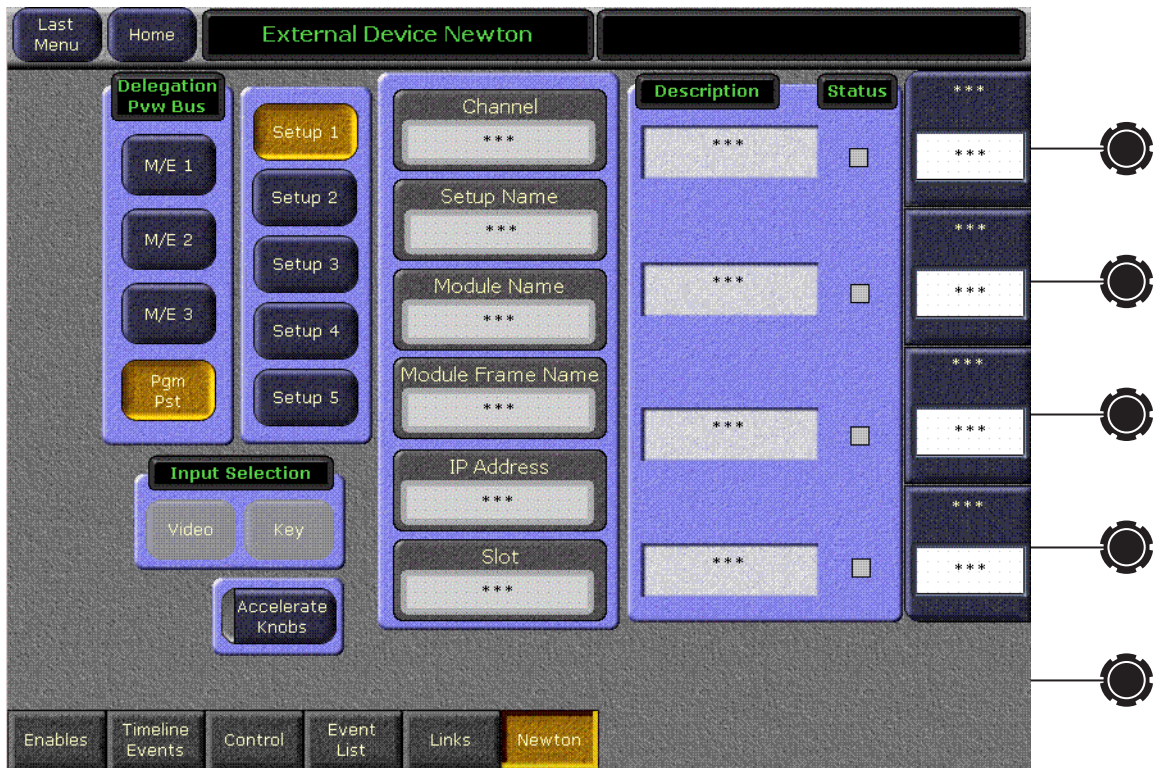 Last
Menu
Home
External Device Newton
Delegation
Pvw Bus
M/E 1
M/E 2
M/E 3
Pgm
Pst
Setup 1
Setup 2
Setup 3
Setup 4
Setup 5
Input Selection
Video
Key
Accelerate
Knobs
Channel
***
Setup Name
***
Module Name
***
Module Frame Name
***
IP Address
***
Slot
***
Description
Status
***
***
***
***
***
***
***
***
***
***
***
***
Enables
Timeline
Events
Control
Event
List
Links
Newton